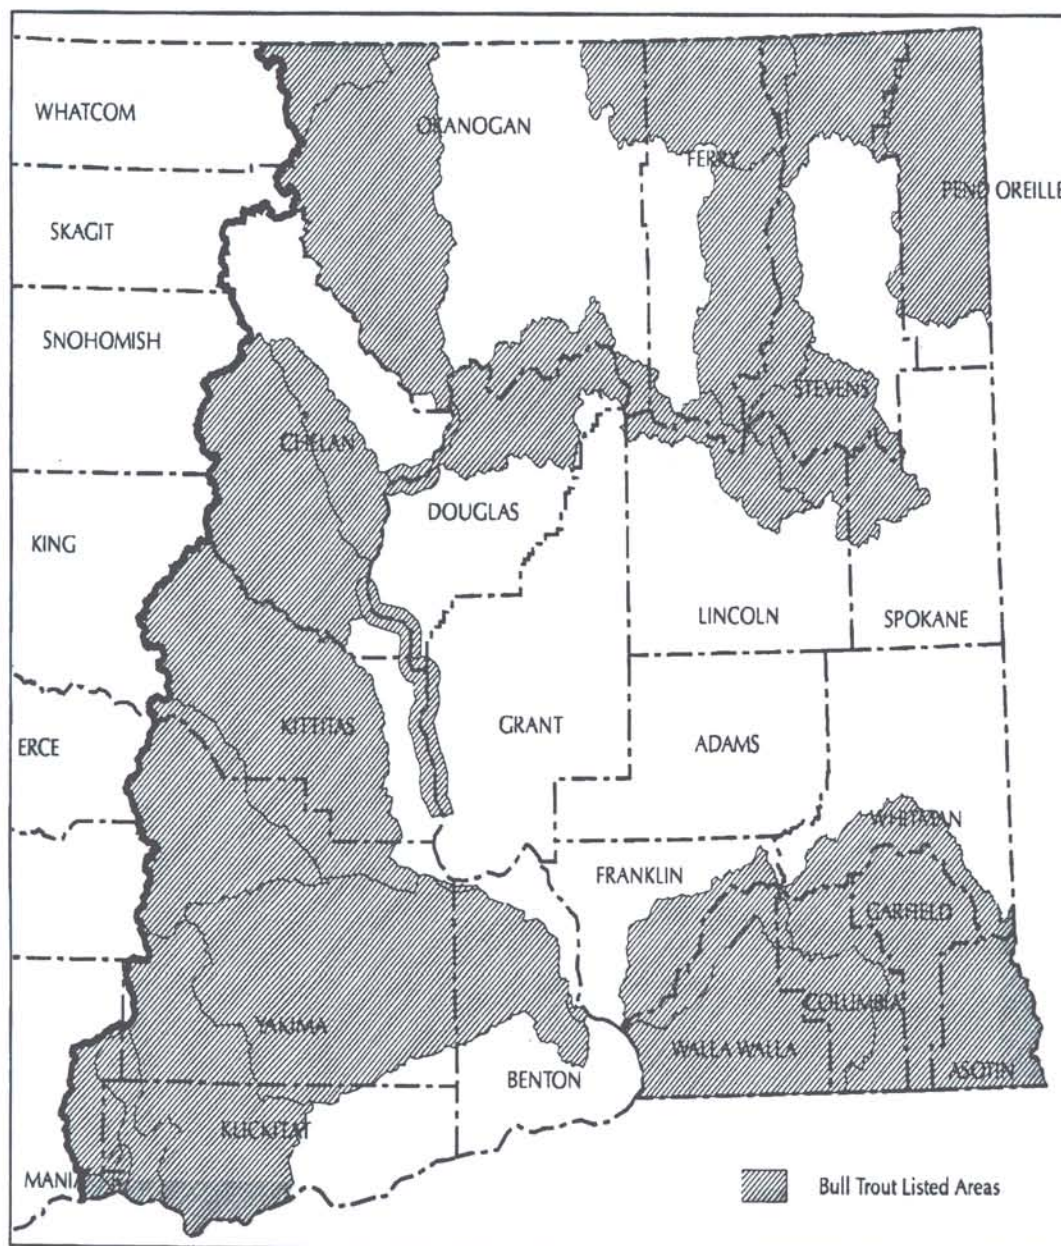 WHATCOM
OKANOGAN
FERRY
PEND OREILLE
SKAGIT
SNOHOMISH
STEVENS
CHELAN
DOUGLAS
KING
LINCOLN
SPOKANE
KITTITAS
GRANT
ADAMS
ERCE
WHITMAN
FRANKLIN
GARFIELD
COLUMBIA
YAKIMA
WALLA WALLA
ASOTIN
BENTON
KLICKITAT
MANIA
Bull Trout Listed Areas